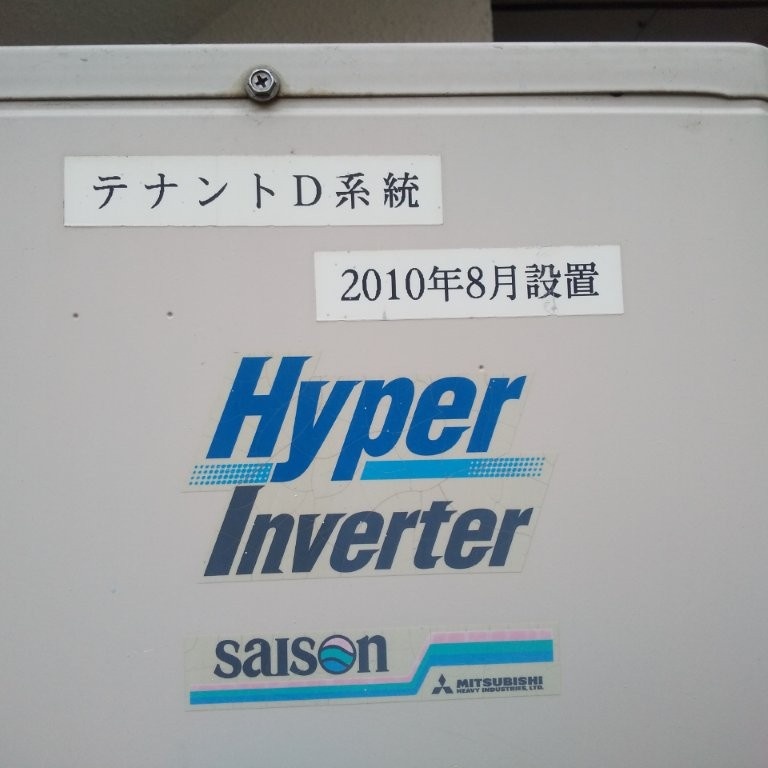 テナントD系統
2010年8月設置
Hyper
Inverter
saison
MITSUBISHI
HEAVY INDUSTRIES, LTD.